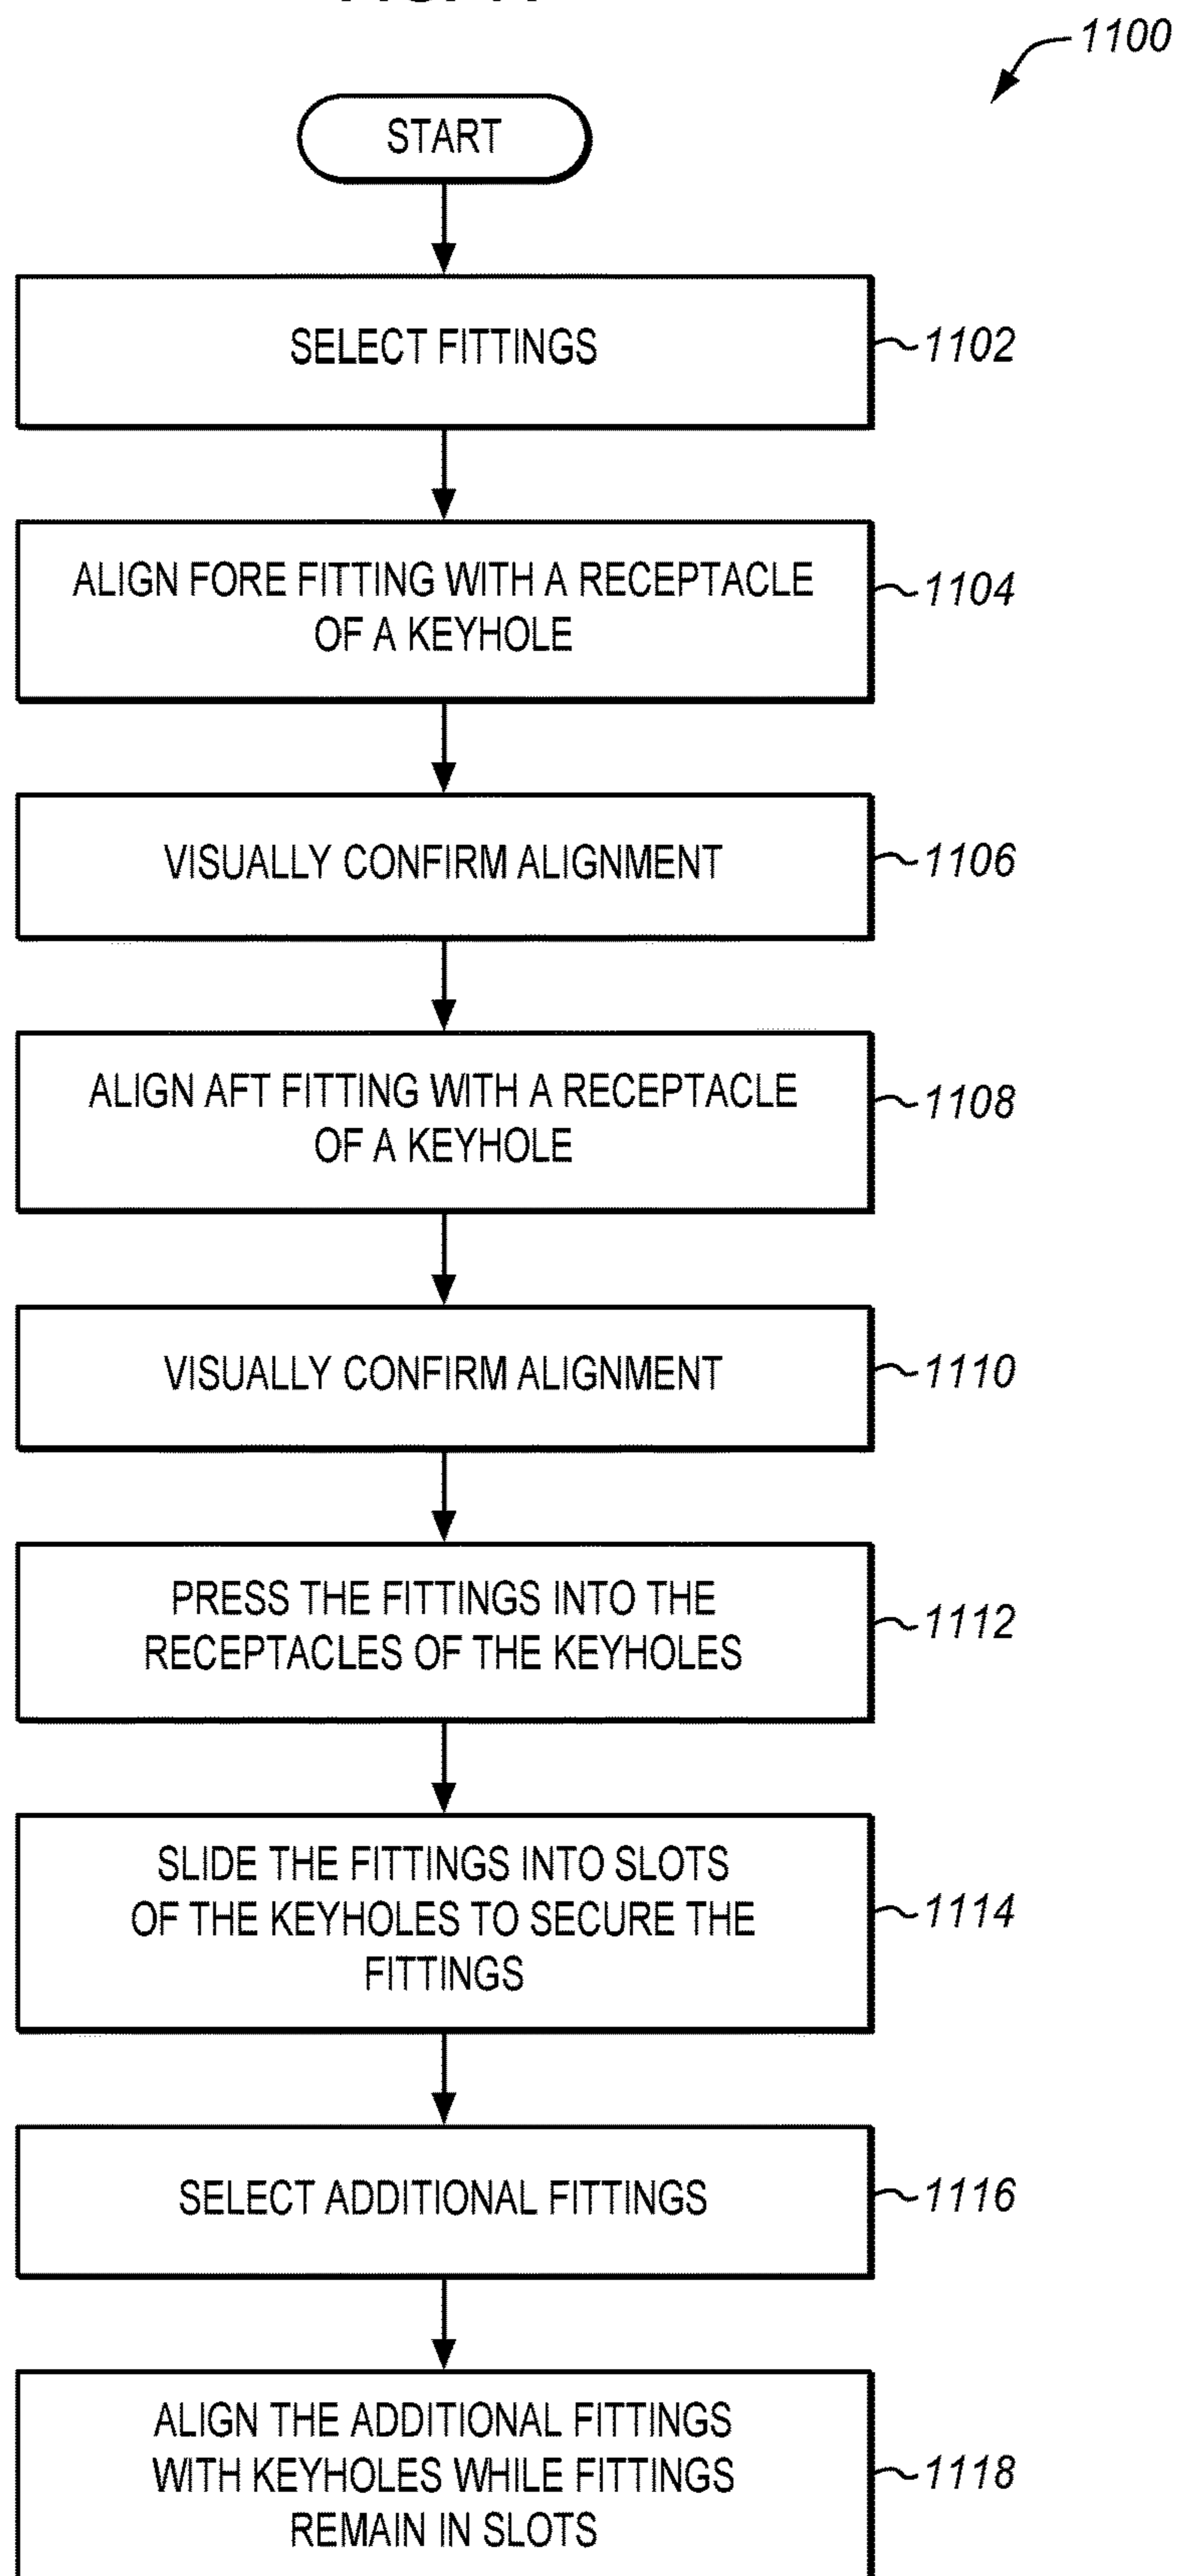 1100
START
SELECT FITTINGS
1102
ALIGN FORE FITTING WITH A RECEPTACLE
OF A KEYHOLE
1104
VISUALLY CONFIRM ALIGNMENT
1106
ALIGN AFT FITTING WITH A RECEPTACLE
OF A KEYHOLE
1108
VISUALLY CONFIRM ALIGNMENT
1110
PRESS THE FITTINGS INTO THE
RECEPTACLES OF THE KEYHOLES
1112
SLIDE THE FITTINGS INTO SLOTS
OF THE KEYHOLES TO SECURE THE
FITTINGS
1114
SELECT ADDITIONAL FITTINGS
1116
ALIGN THE ADDITIONAL FITTINGS
WITH KEYHOLES WHILE FITTINGS
REMAIN IN SLOTS
1118